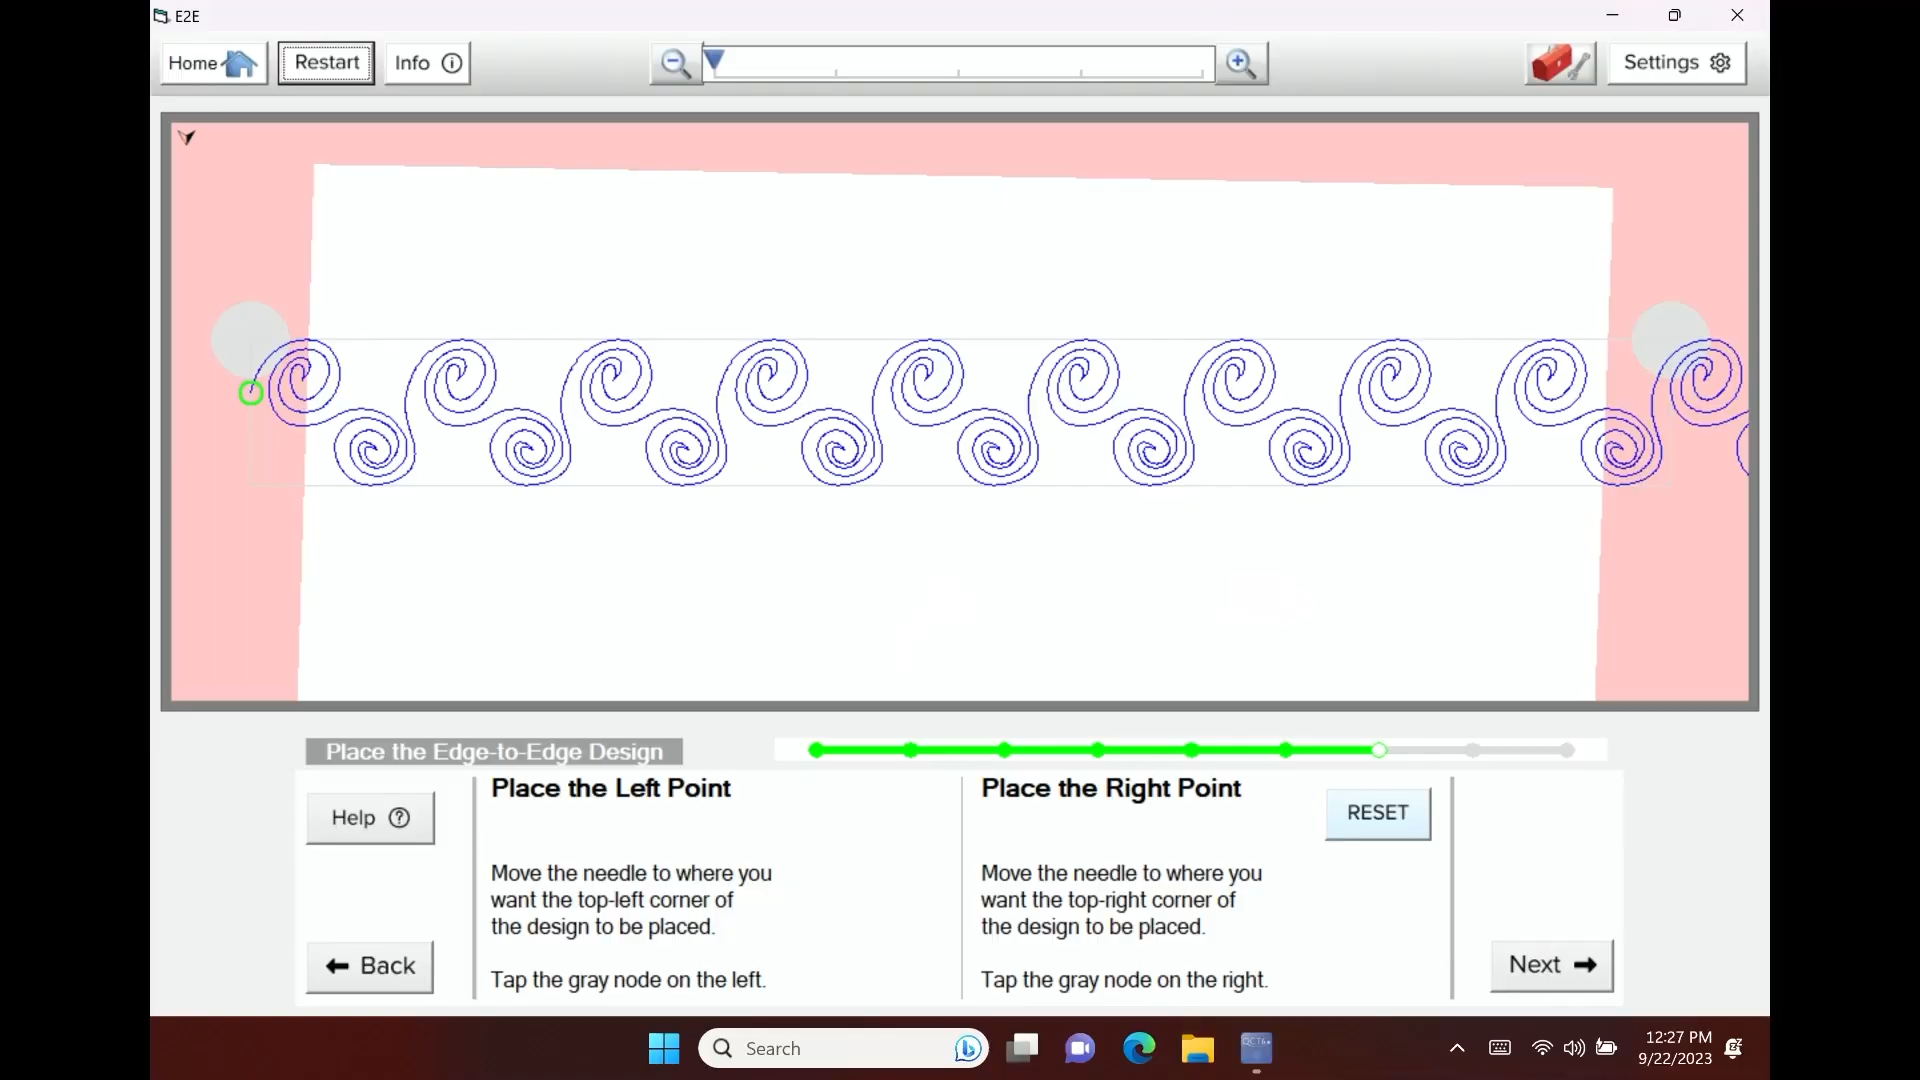 E2E
Home
Restart
Info
Settings
Place the Edge-to-Edge Design
Help
Back
Place the Left Point
Move the needle to where you
want the top-left corner of
the design to be placed.
Tap the gray node on the left.
Place the Right Point
RESET
Move the needle to where you
want the top-right corner of
the design to be placed.
Tap the gray node on the right.
Next
Search
12:27 PM
9/22/2023